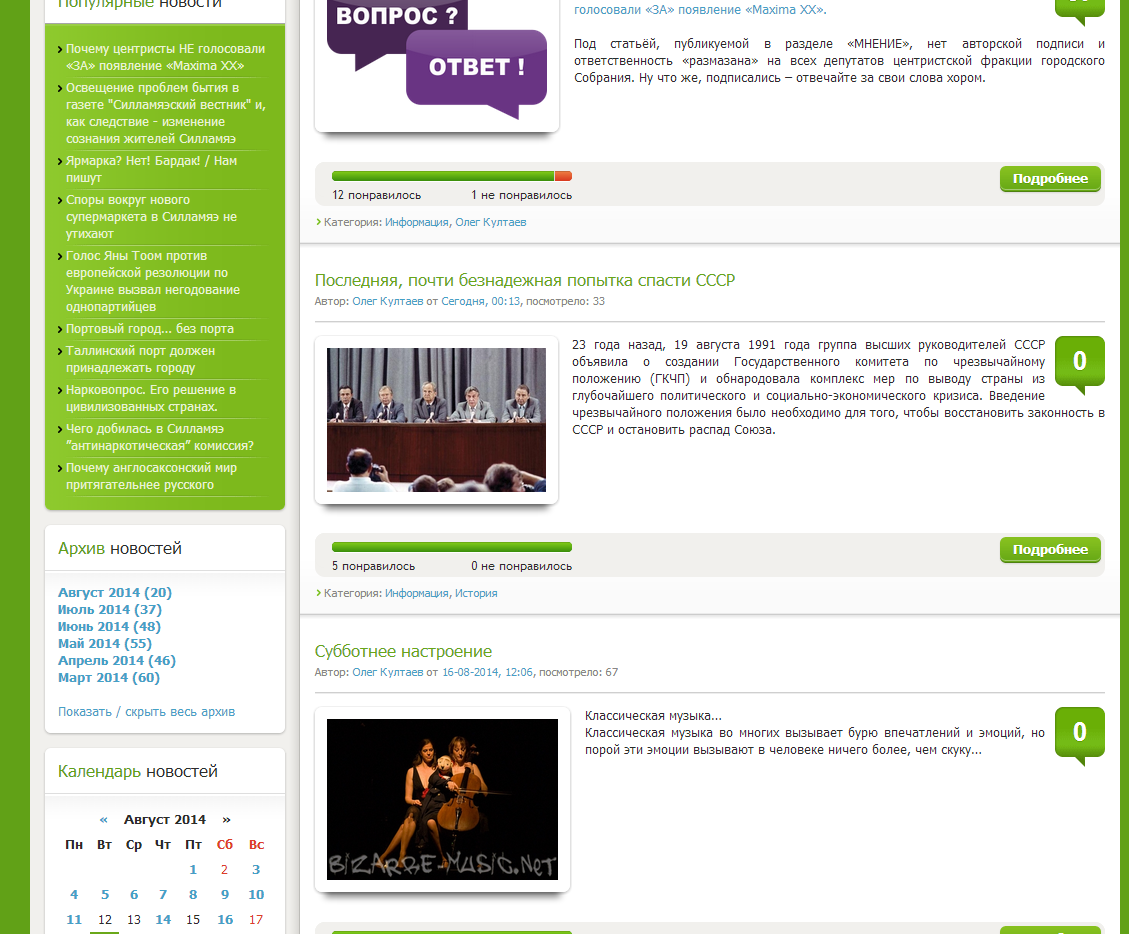 Популярные новости
Почему центристы НЕ голосовали
«ЗА» появление «Maxima XX»
Освещение проблем бытия в
газете "Силламяэский вестник" и,
как следствие - изменение
сознания жителей Силламяэ
Ярмарка? Нет! Бардак! / Нам
пишут
Споры вокруг нового
супермаркета в Силламяэ не
утихают
Голос Яны Тоом против
европейской резолюции по
Украине вызвал негодование
однопартийцев
Портовый город... без порта
Таллинский порт должен
принадлежать городу
Нарковопрос. Его решение в
цивилизованных странах.
Чего добилась в Силламяэ
"антинаркотическая" комиссия?
Почему англосаксонский мир
притягательнее русского
Архив новостей
Август 2014 (20)
Июль 2014 (37)
Июнь 2014 (48)
Май 2014 (55)
Апрель 2014 (46)
Март 2014 (60)
Показать / скрыть весь архив
Календарь новостей
« Август 2014 »
Пн Вт Ср Чт Пт Сб Вс
1 2 3
4 5 6 7 8 9 10
11 12 13 14 15 16 17
ВОПРОС ?
ОТВЕТ !
голосовали «ЗА» появление «Maxima XX».
Под статьёй, публикуемой в разделе «МНЕНИЕ», нет авторской подписи и
ответственность «размазана» на всех депутатов центристской фракции городского
Собрания. Ну что же, подписались – отвечайте за свои слова хором.
12 понравилось 1 не понравилось
Подробнее
Категория: Информация, Олег Култаев
Последняя, почти безнадежная попытка спасти СССР
Автор: Олег Култаев от Сегодня, 00:13, посмотрело: 33
23 года назад, 19 августа 1991 года группа высших руководителей СССР
объявила о создании Государственного комитета по чрезвычайному
положению (ГКЧП) и обнародовала комплекс мер по выводу страны из
глубочайшего политического и социально-экономического кризиса. Введение
чрезвычайного положения было необходимо для того, чтобы восстановить законность в
СССР и остановить распад Союза.
0
5 понравилось 0 не понравилось
Подробнее
Категория: Информация, История
Субботнее настроение
Автор: Олег Култаев от 16-08-2014, 12:06, посмотрело: 67
Классическая музыка...
Классическая музыка во многих вызывает бурю впечатлений и эмоций, но
порой эти эмоции вызывают в человеке ничего более, чем скуку...
0
BIZARRE-MUSIC.NET